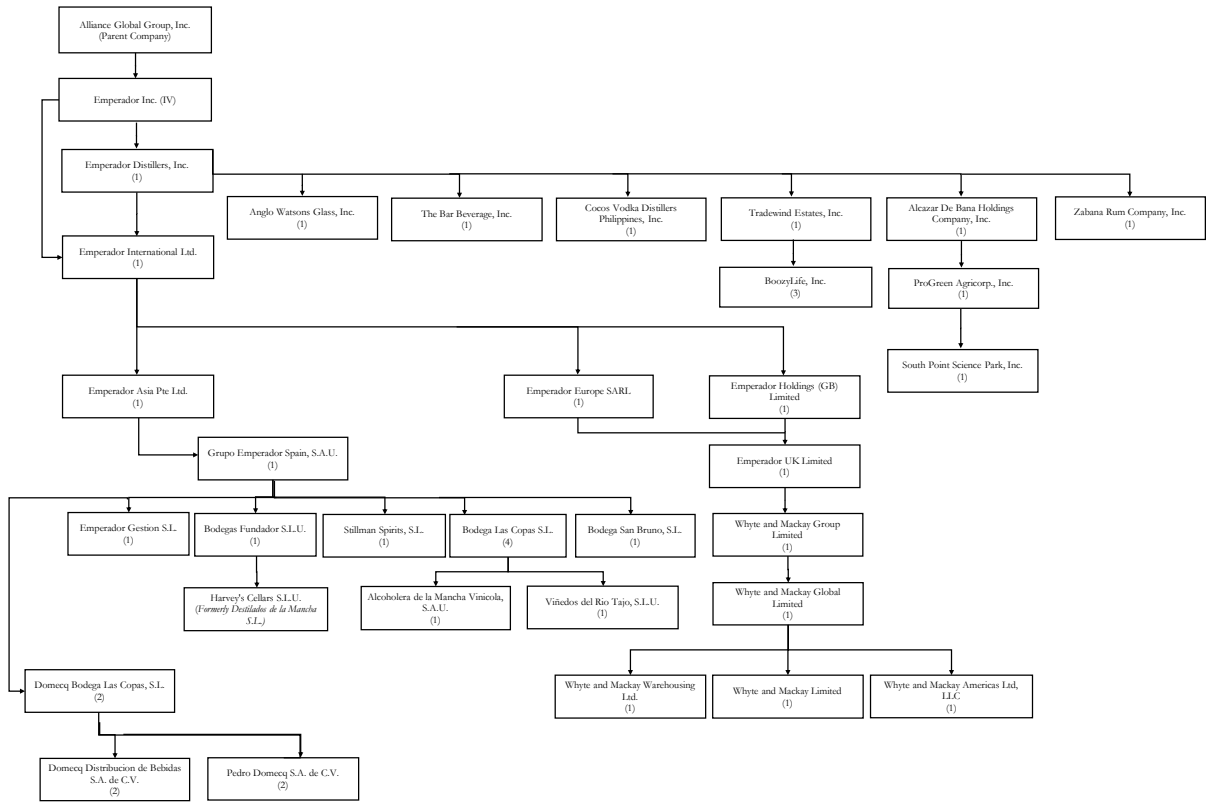 Alliance Global Group, Inc.
(Parent Company)
Emperador Inc. (IV)
Emperador Distillers, Inc.
(1)
Anglo Watsons Glass, Inc.
(1)
The Bar Beverage, Inc.
(1)
Cocos Vodka Distillers
Philippines, Inc.
(1)
Tradewind Estates, Inc.
(1)
Alcazar De Bana Holdings
Company, Inc.
(1)
Zabana Rum Company, Inc.
(1)
Emperador International Ltd.
(1)
BoozyLife, Inc.
(3)
ProGreen Agricorp., Inc.
(1)
South Point Science Park, Inc.
(1)
Emperador Asia Pte Ltd.
(1)
Emperador Europe SARL
(1)
Emperador Holdings (GB)
Limited
(1)
Grupo Emperador Spain, S.A.U.
(1)
Emperador UK Limited
(1)
Emperador Gestion S.L.
(1)
Bodegas Fundador S.L.U.
(1)
Stillman Spirits, S.L.
(1)
Bodega Las Copas S.L.
(4)
Bodega San Bruno, S.L.
(1)
Whyte and Mackay Group
Limited
(1)
Harvey's Cellars S.L.U.
(Formerly Destilados de la Mancha
S.L.)
Alcoholera de la Mancha Vinicola,
S.A.U.
(1)
Viñedos del Rio Tajo, S.L.U.
(1)
Whyte and Mackay Global
Limited
(1)
Domecq Bodega Las Copas, S.L.
(2)
Whyte and Mackay Warehousing
Ltd.
(1)
Whyte and Mackay Limited
(1)
Whyte and Mackay Americas Ltd,
LLC
(1)
Domecq Distribucion de Bebidas
S.A. de C.V.
(2)
Pedro Domecq S.A. de C.V.
(2)